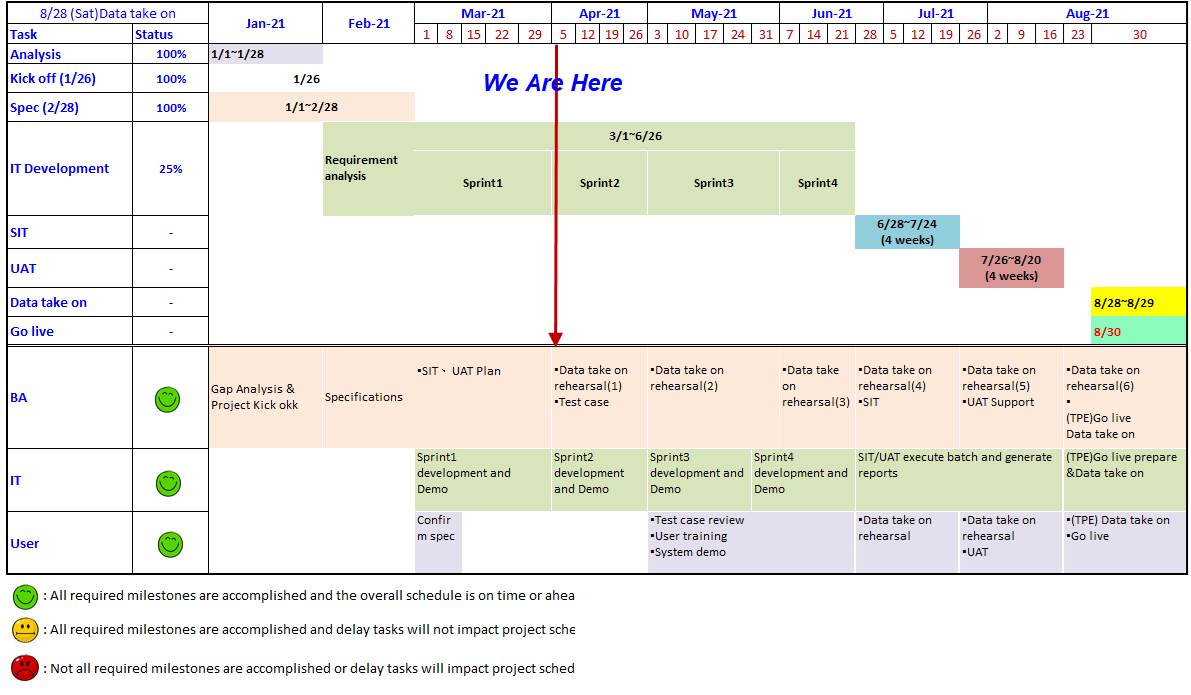 8/28 (Sat)Data take on
Jan-21
Feb-21
Mar-21
Apr-21
May-21
Jun-21
Jul-21
Aug-21
Task
Status
1 8 15 22 29 5 12 19 26 3 10 17 24 31 7 14 21 28 5 12 19 26 2 9 16 23 30
Analysis
100%
1/1~1/28
Kick off (1/26)
100%
1/26
We Are Here
Spec (2/28)
100%
1/1~2/28
IT Development
25%
Requirement
analysis
3/1~6/26
Sprint1
Sprint2
Sprint3
Sprint4
SIT
-
6/28~7/24
(4 weeks)
UAT
-
7/26~8/20
(4 weeks)
Data take on
-
8/28~8/29
Go live
-
8/30
BA
Gap Analysis &
Project Kick okk
Specifications
▪SIT、UAT Plan
▪Data take on
rehearsal(1)
▪Test case
▪Data take on
rehearsal(2)
▪Data take
on
rehearsal(3)
▪Data take on
rehearsal(4)
▪SIT
▪Data take on
rehearsal(5)
▪UAT Support
▪Data take on
rehearsal(6)
▪
(TPE)Go live
Data take on
IT
Sprint1
development and
Demo
Sprint2
development
and Demo
Sprint3
development and
Demo
Sprint4
development and
Demo
SIT/UAT execute batch and generate
reports
(TPE)Go live prepare
&Data take on
User
Confir
m spec
▪Test case review
▪User training
▪System demo
▪Data take on
rehearsal
▪Data take on
rehearsal
▪UAT
▪(TPE) Data take on
▪Go live
: All required milestones are accomplished and the overall schedule is on time or ahea
: All required milestones are accomplished and delay tasks will not impact project sche
: Not all required milestones are accomplished or delay tasks will impact project sched